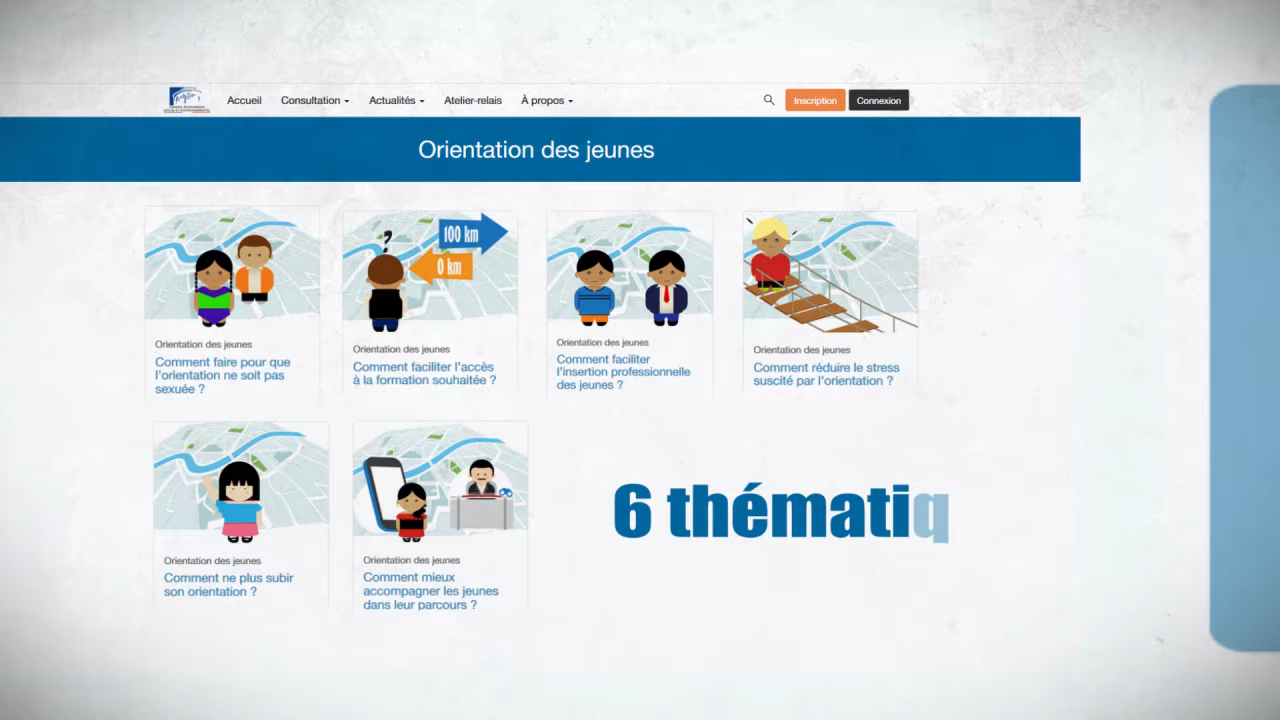 Accueil Consultation Actualités Atelier-relais À propos Inscription Connexion
Orientation des jeunes
100 km
0 km
?
Orientation des jeunes
Comment faire pour que
l'orientation ne soit pas
sexuée ?
Orientation des jeunes
Comment faciliter l'accès
à la formation souhaitée ?
Orientation des jeunes
Comment faciliter
l'insertion professionnelle
des jeunes ?
Orientation des jeunes
Comment réduire le stress
suscité par l'orientation ?
Orientation des jeunes
Comment ne plus subir
son orientation ?
Orientation des jeunes
Comment mieux
accompagner les jeunes
dans leur parcours ?
6 thématiq